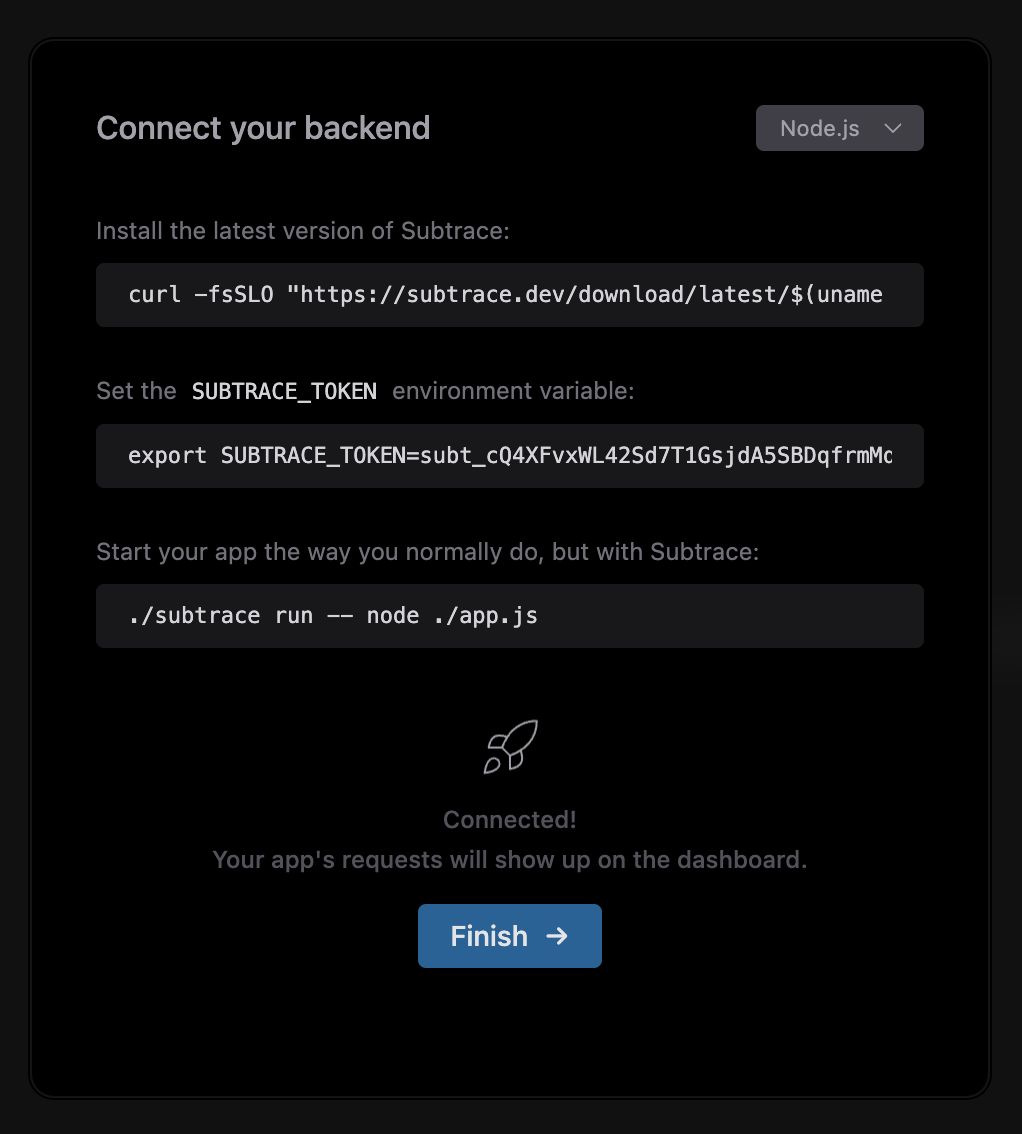 Connect your backend
Node.js
Install the latest version of Subtrace:
curl -fsSLO "https://subtrace.dev/download/latest/$(uname
Set the SUBTRACE_TOKEN environment variable:
export SUBTRACE_TOKEN=subt_cQ4XFvxWL42Sd7T1GsjdA5SBDqfrmMc
Start your app the way you normally do, but with Subtrace:
./subtrace run -- node ./app.js
Connected!
Your app's requests will show up on the dashboard.
Finish →